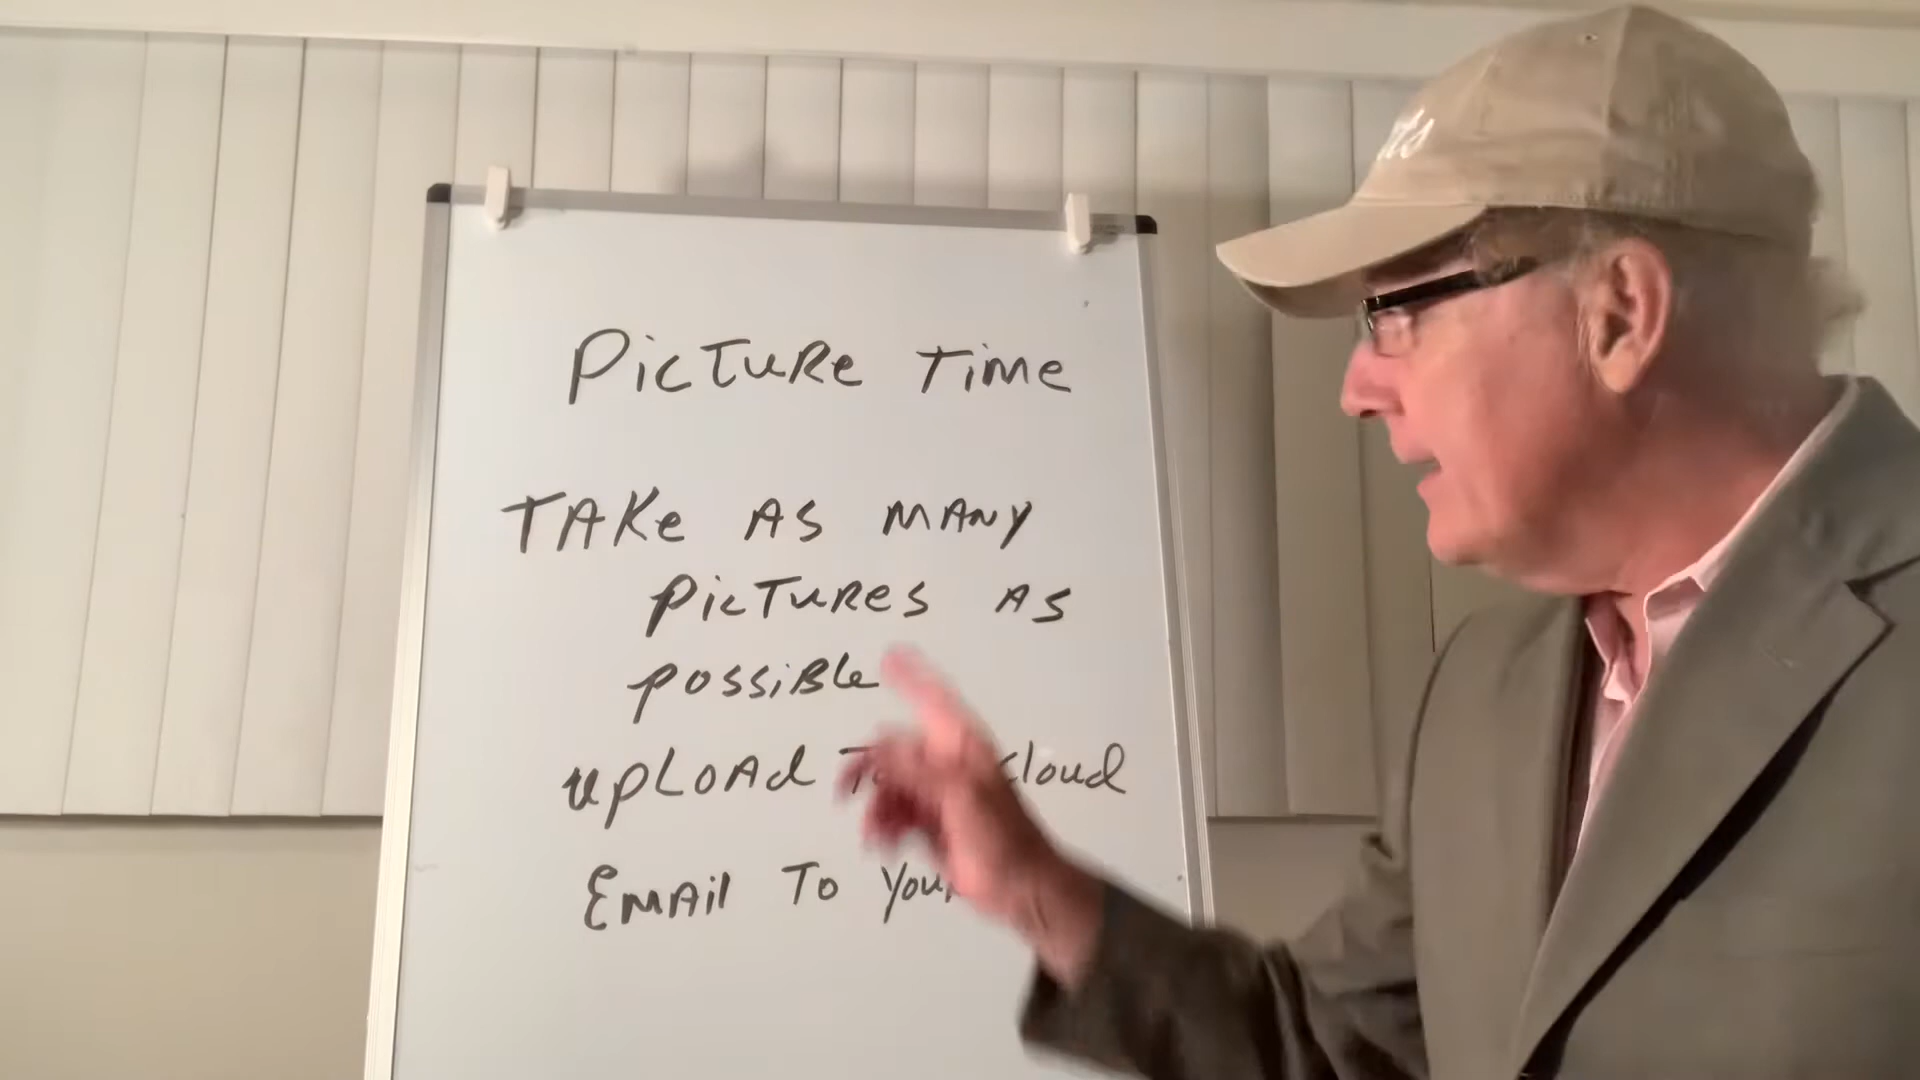 PICTURE TIME
TAKE AS MANY
PICTURES AS
POSSIBLE
UPLOAD Cloud
EMAIL TO